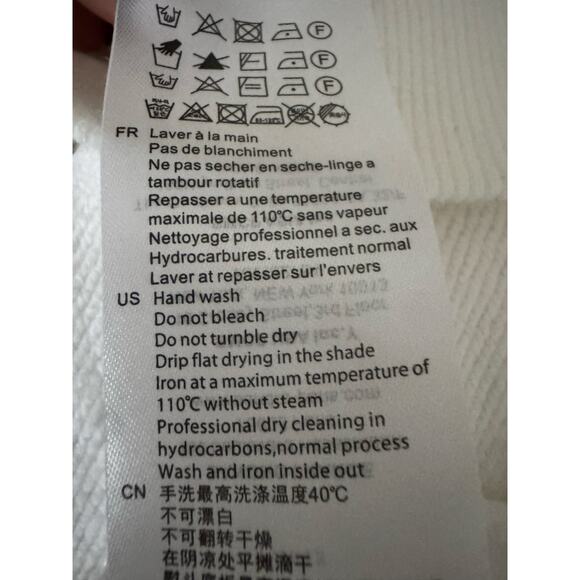 F
F
F
FR Laver à la main
Pas de blanchiment
Ne pas secher en seche-linge a
tambour rotatif
Repasser a une temperature
maximale de 110℃ sans vapeur
Nettoyage professionnel a sec. aux
Hydrocarbures. traitement normal
Laver at repasser sur l'envers
US Hand wash
Do not bleach
Do not turnble dry
Drip flat drying in the shade
Iron at a maximum temperature of
110℃ without steam
Professional dry cleaning in
hydrocarbons,normal process
Wash and iron inside out
CN 手洗最高洗涤温度40℃
不可漂白
不可翻转干燥
在阴凉处平摊滴干